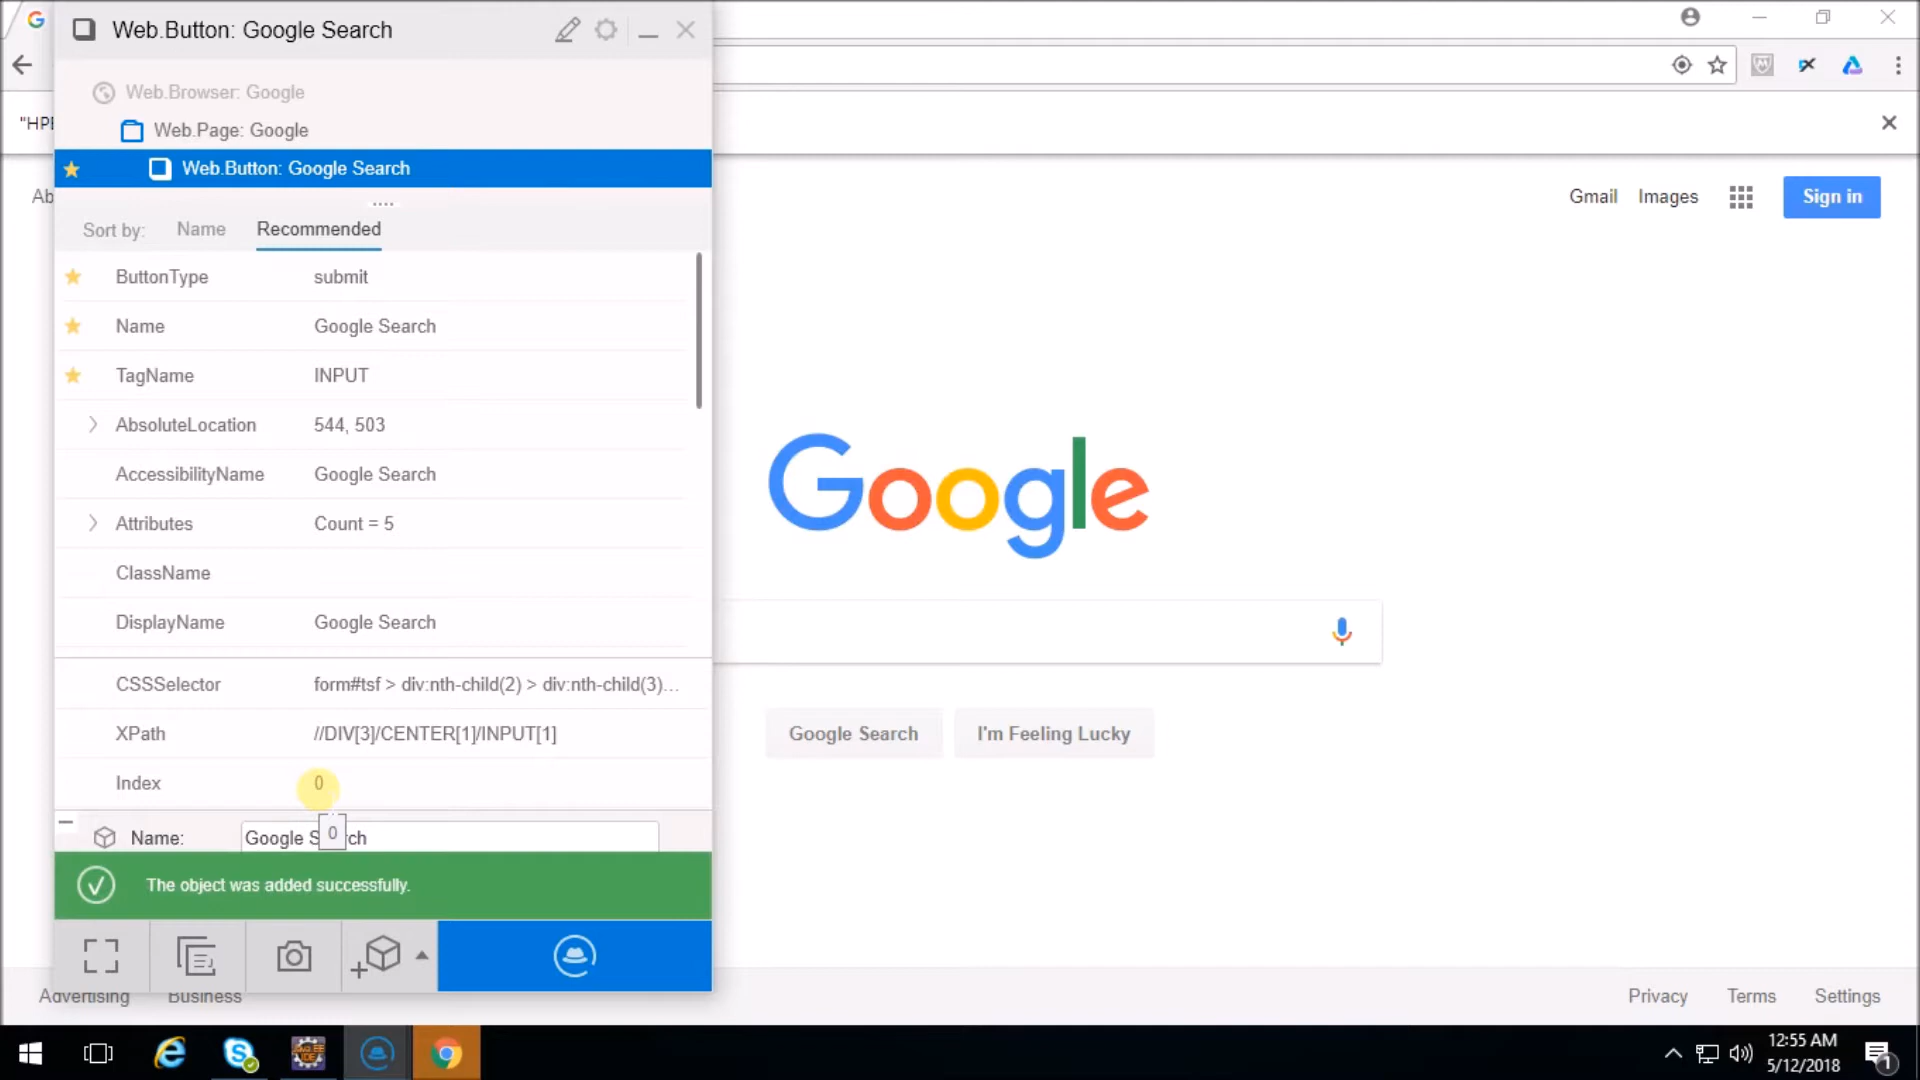 Web.Button: Google Search
Web.Browser: Google
Web.Page: Google
Web.Button: Google Search
Sort by: Name Recommended
ButtonType submit
Name Google Search
TagName INPUT
AbsoluteLocation 544, 503
AccessibilityName Google Search
Attributes Count = 5
ClassName
DisplayName Google Search
CSSSelector form#tsf > div:nth-child(2) > div:nth-child(3)...
XPath //DIV[3]/CENTER[1]/INPUT[1]
Index 0
0
Name: Google
The object was added successfully.
Gmail Images Sign in
Google
Google Search I'm Feeling Lucky
Advertising Business
Privacy Terms Settings
12:55 AM
5/12/2018
1